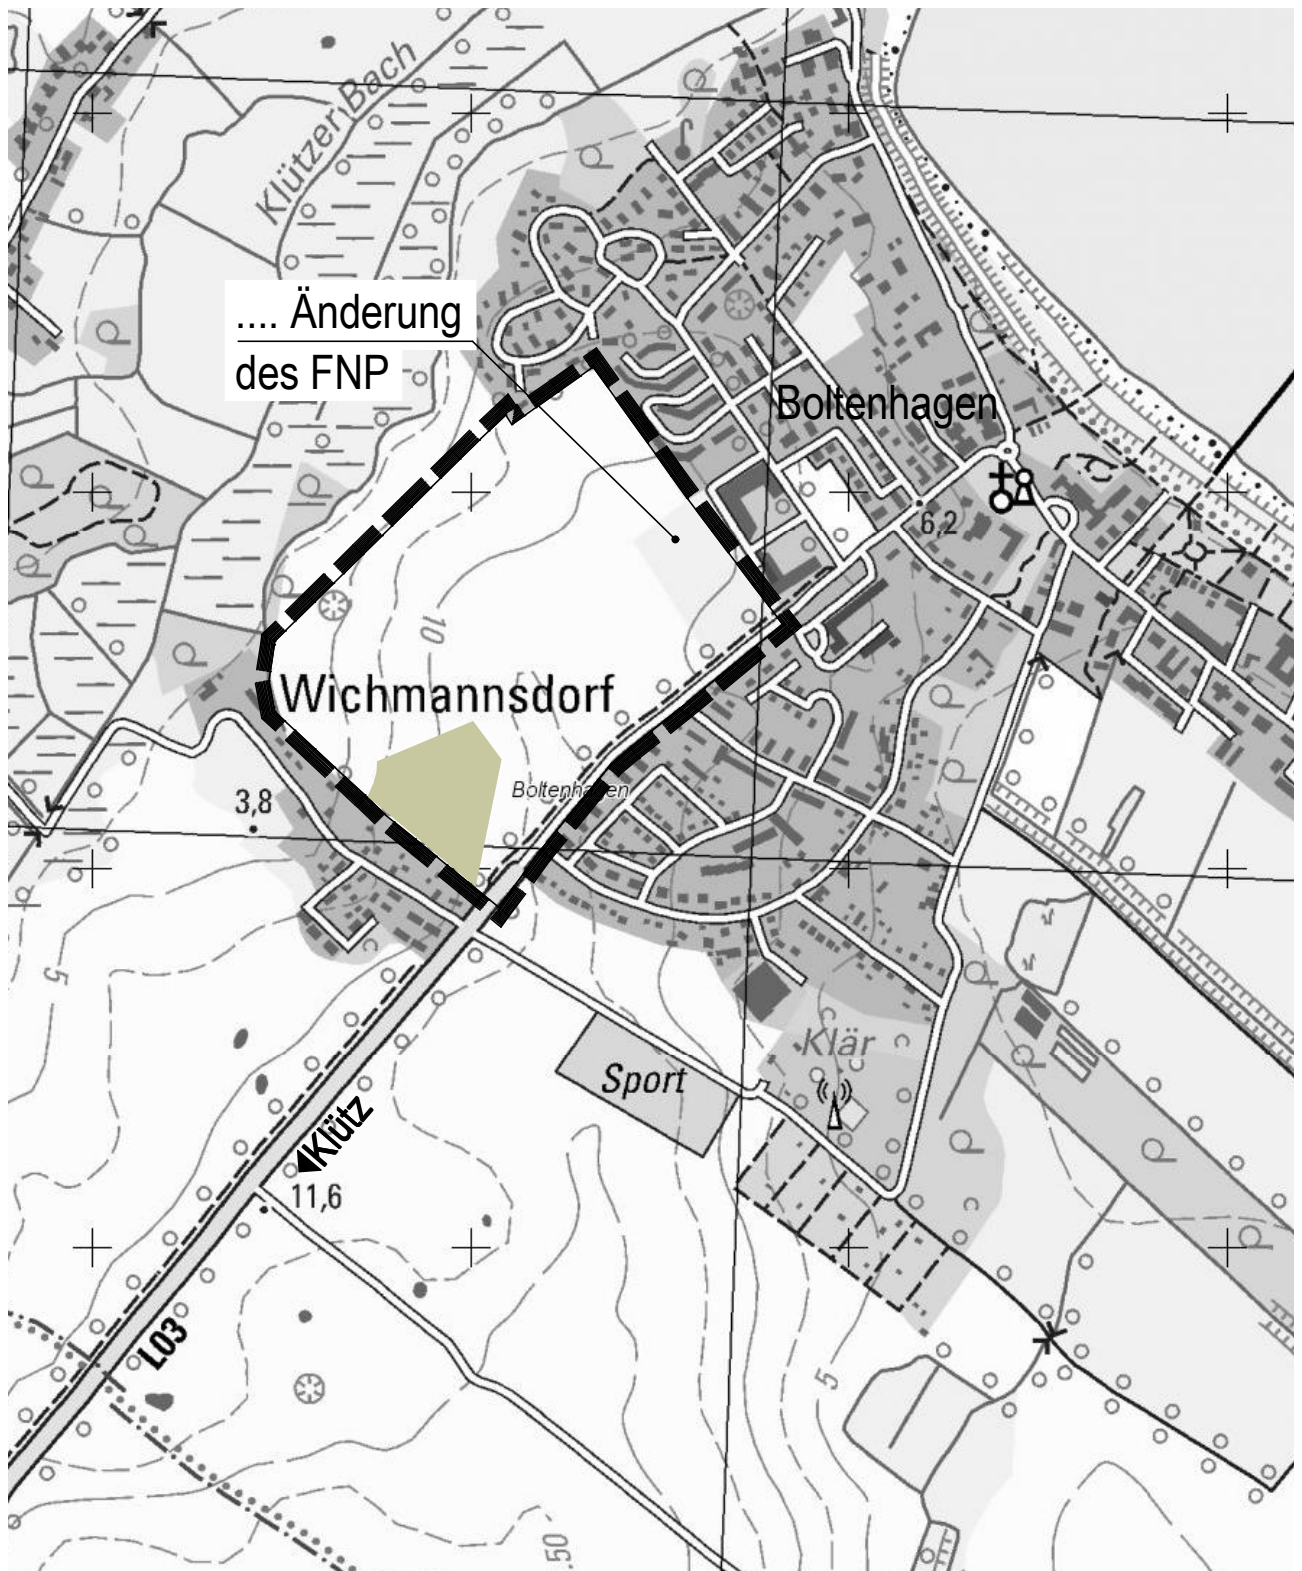 Klützer Bach
.... Änderung
des FNP
Boltenhagen
6,2
10
Wichmannsdorf
Boltenhagen
3,8
5
Klär
Sport
Klütz
11,6
L03
5
.50